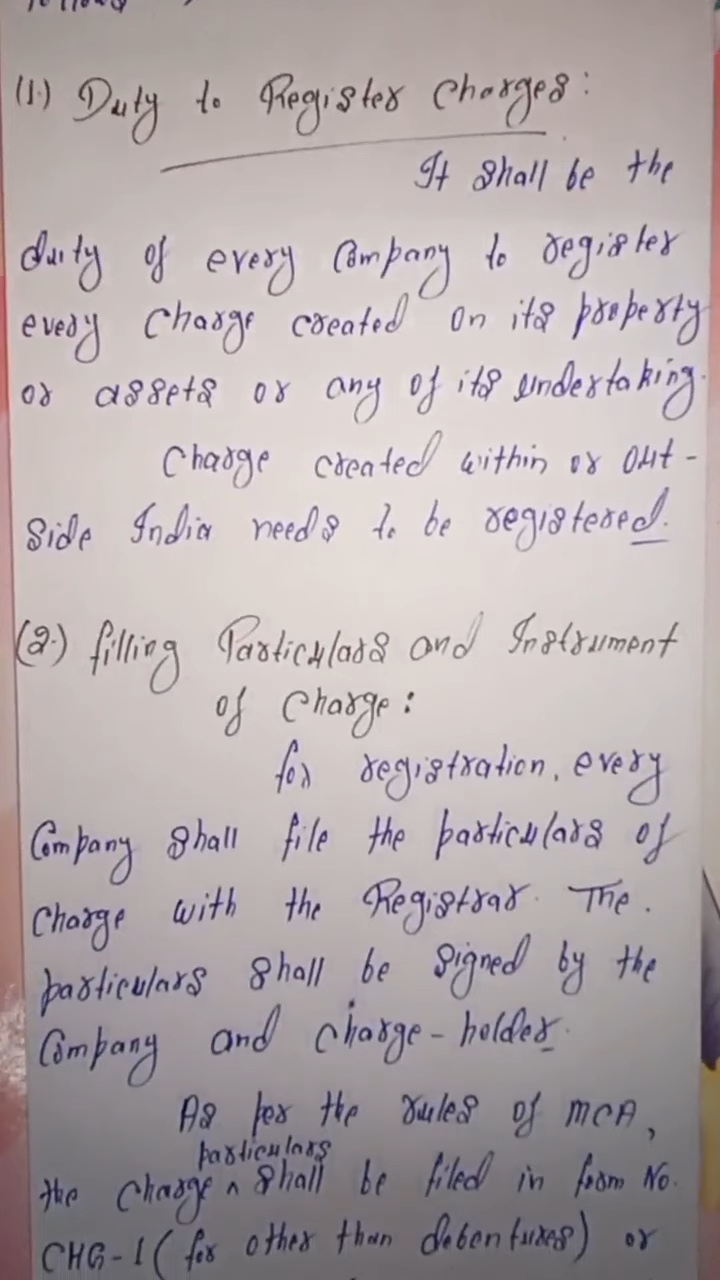 (1.) Duty to Register Charges:
It shall be the
duity of every Company to register
every Charge created on its property
or assets or any of its undertaking.
Charge created within or out-
side India needs to be registered.
(2.) filling Particulars and Instrument
of Charge:
for registration, every
Company shall file the particulars of
Charge with the Registrar. The.
particulars shall be signed by the
Company and charge-holder.
As per the rules of MCA,
particulars
the Charge ^ shall be filed in form No.
CHG-1 (for other than debentures) or